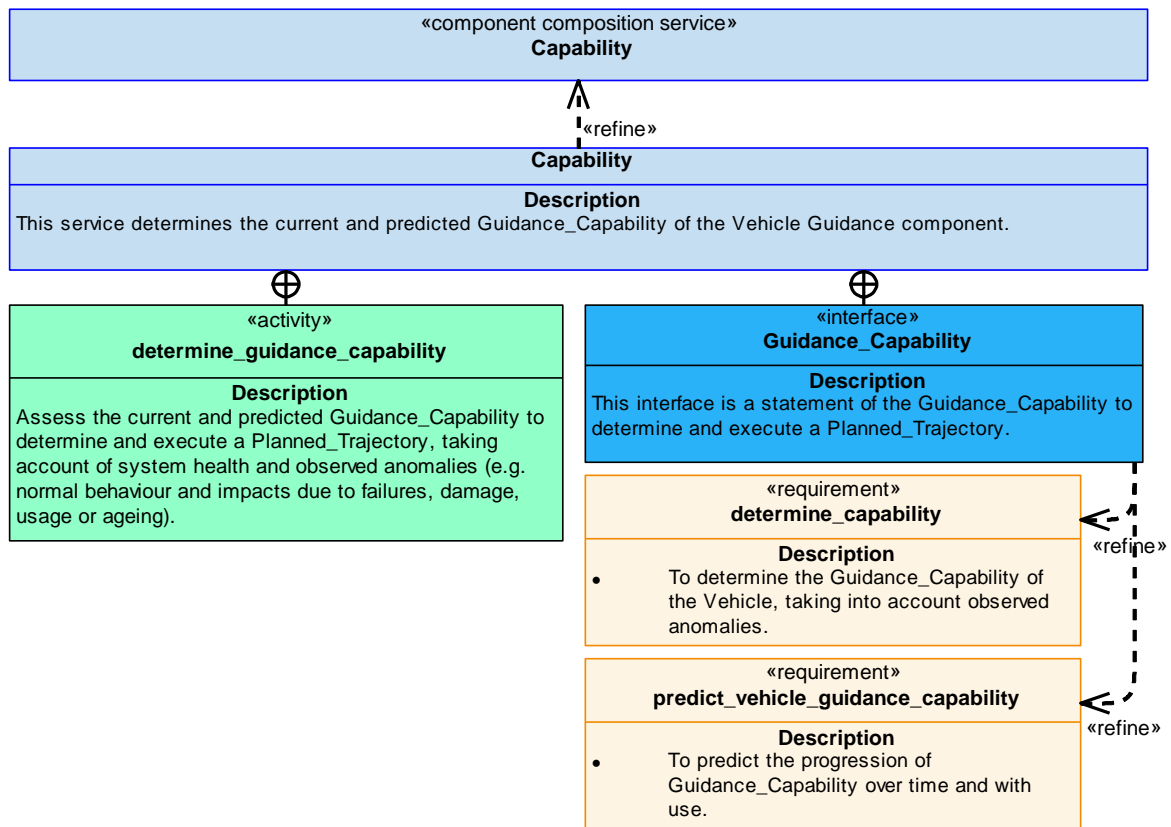 «component composition service»
Capability
«refine»
Capability
Description
This service determines the current and predicted Guidance_Capability of the Vehicle Guidance component.
«activity»
determine_guidance_capability
Description
Assess the current and predicted Guidance_Capability to
determine and execute a Planned_Trajectory, taking
account of system health and observed anomalies (e.g.
normal behaviour and impacts due to failures, damage,
usage or ageing).
«interface»
Guidance_Capability
Description
This interface is a statement of the Guidance_Capability to
determine and execute a Planned_Trajectory.
«requirement»
determine_capability
«refine»
Description
• To determine the Guidance_Capability of
the Vehicle, taking into account observed
anomalies.
«requirement»
predict_vehicle_guidance_capability
«refine»
Description
• To predict the progression of
Guidance_Capability over time and with
use.